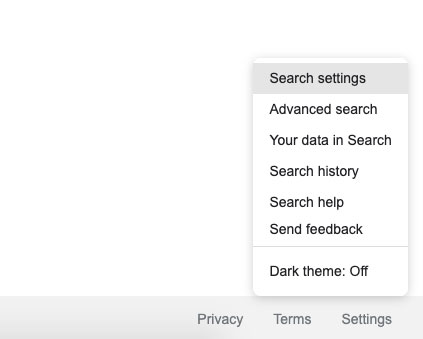 Search settings
Advanced search
Your data in Search
Search history
Search help
Send feedback
Dark theme: Off
Privacy Terms Settings